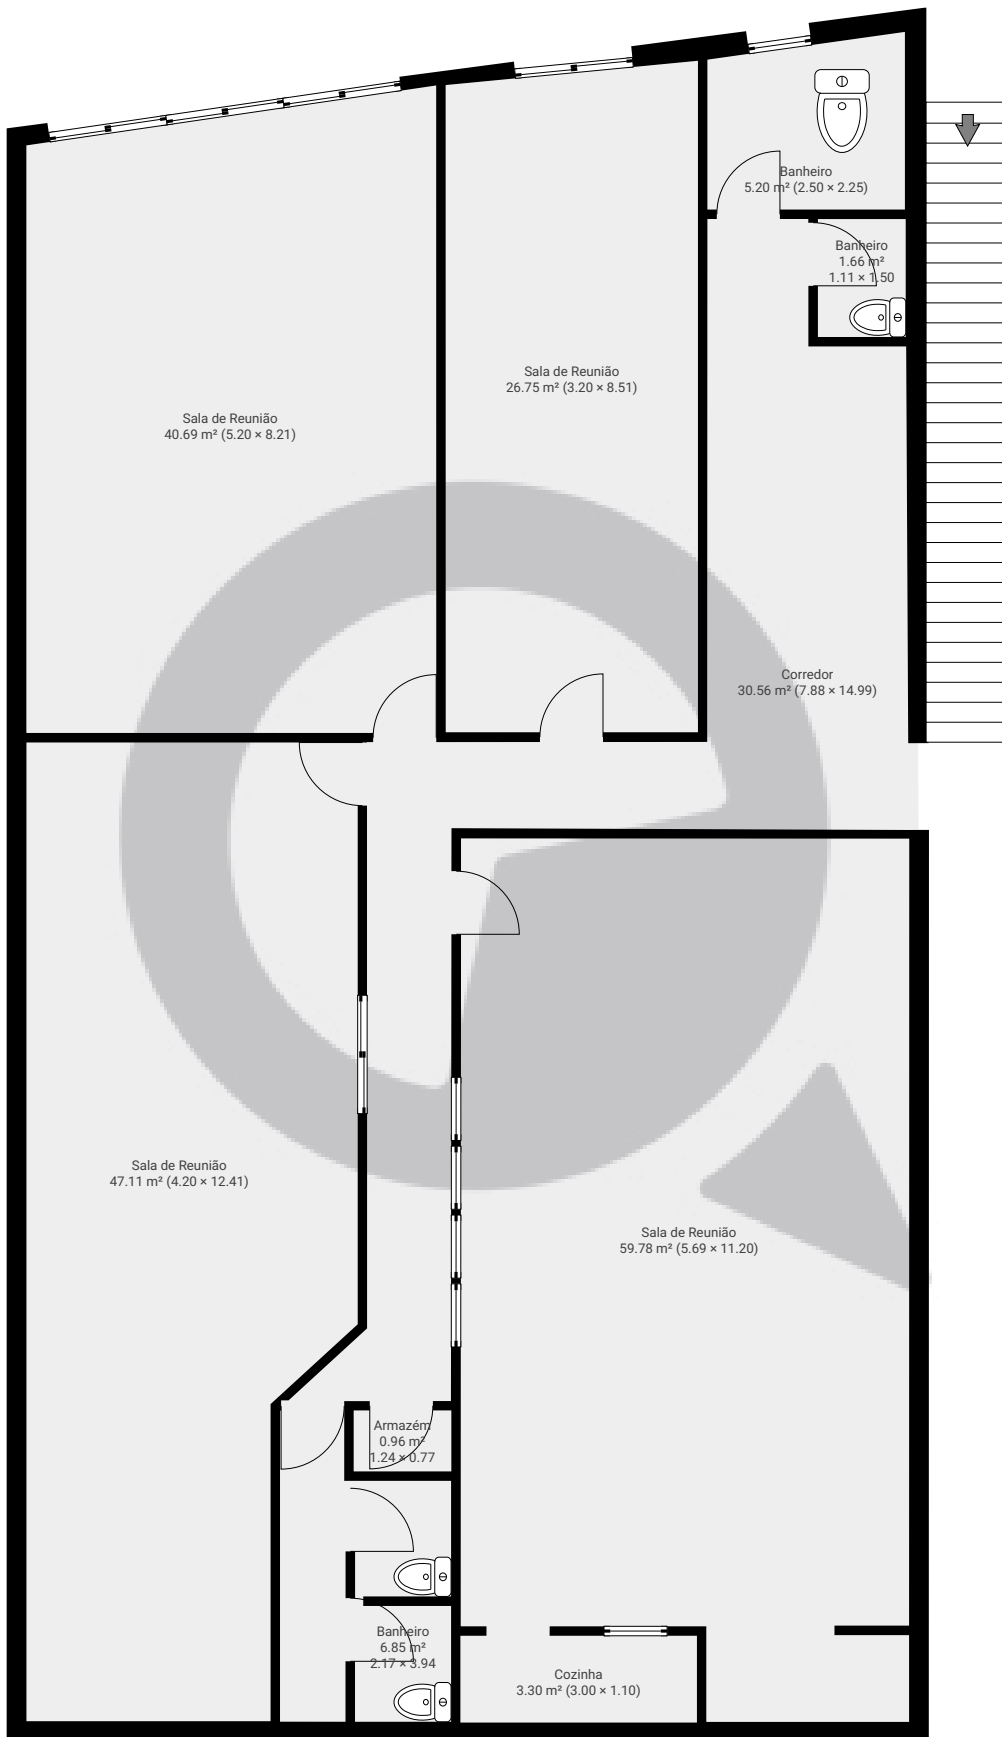 Banheiro
5.20 m² (2.50 × 2.25)
Banheiro
1.66 m²
1.11 × 1.50
Sala de Reunião
26.75 m² (3.20 × 8.51)
Sala de Reunião
40.69 m² (5.20 × 8.21)
Corredor
30.56 m² (7.88 × 14.99)
Sala de Reunião
47.11 m² (4.20 × 12.41)
Sala de Reunião
59.78 m² (5.69 × 11.20)
Armazém
0.96 m²
1.24 × 0.77
Banheiro
6.85 m²
2.17 × 3.94
Cozinha
3.30 m² (3.00 × 1.10)